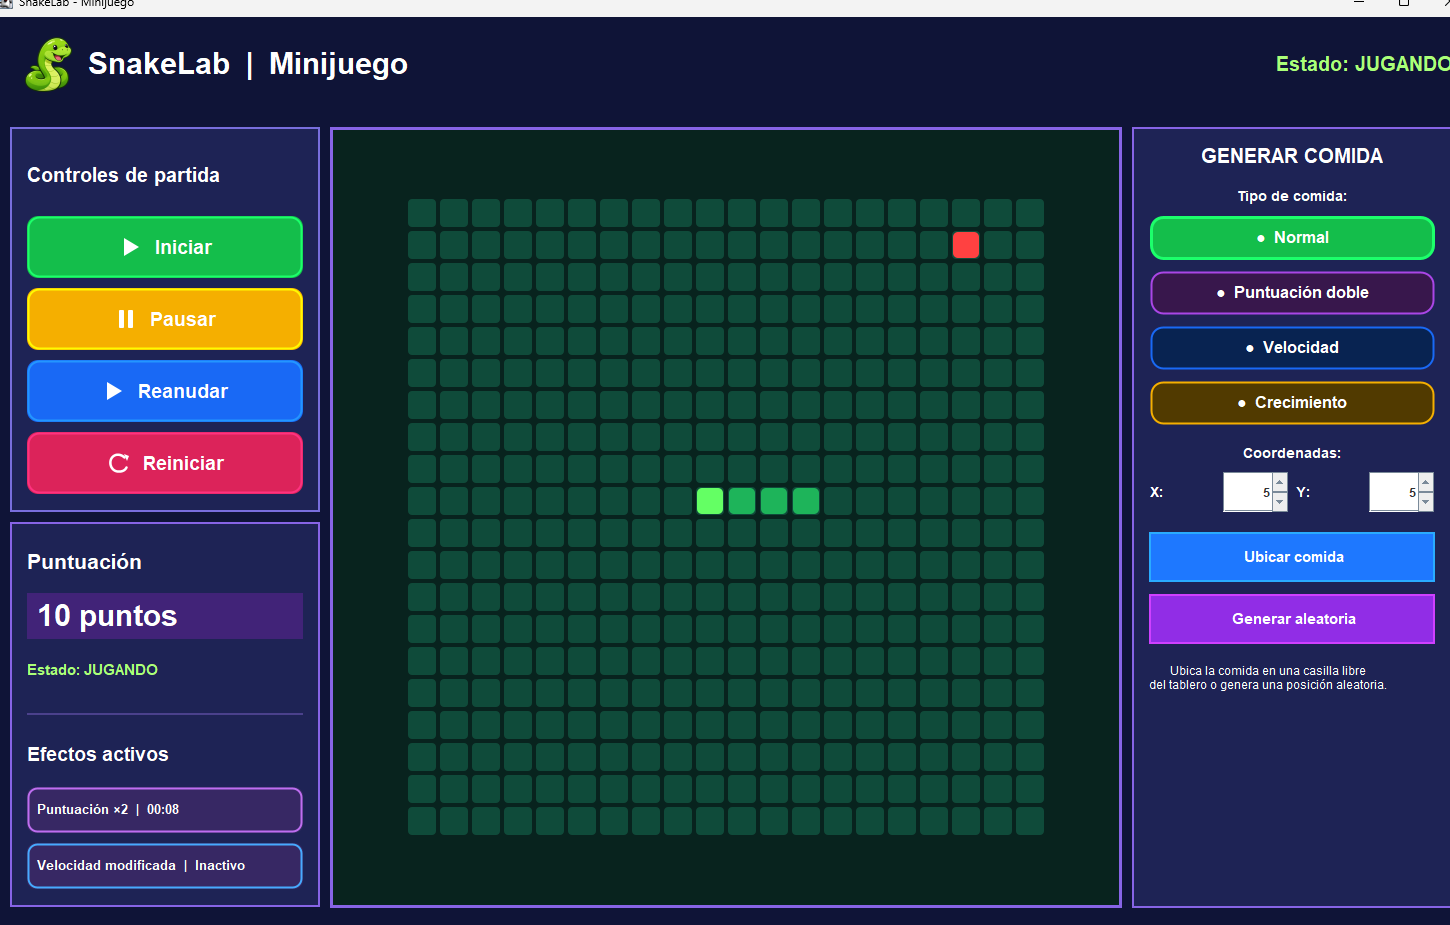 SnakeLab - Minijuego
SnakeLab | Minijuego
Estado: JUGANDO
Controles de partida
Iniciar
Pausar
Reanudar
Reiniciar
Puntuación
10 puntos
Estado: JUGANDO
Efectos activos
Puntuación ×2 | 00:08
Velocidad modificada | Inactivo
GENERAR COMIDA
Tipo de comida:
● Normal
● Puntuación doble
● Velocidad
● Crecimiento
Coordenadas:
X: 5 Y: 5
Ubicar comida
Generar aleatoria
Ubica la comida en una casilla libre
del tablero o genera una posición aleatoria.